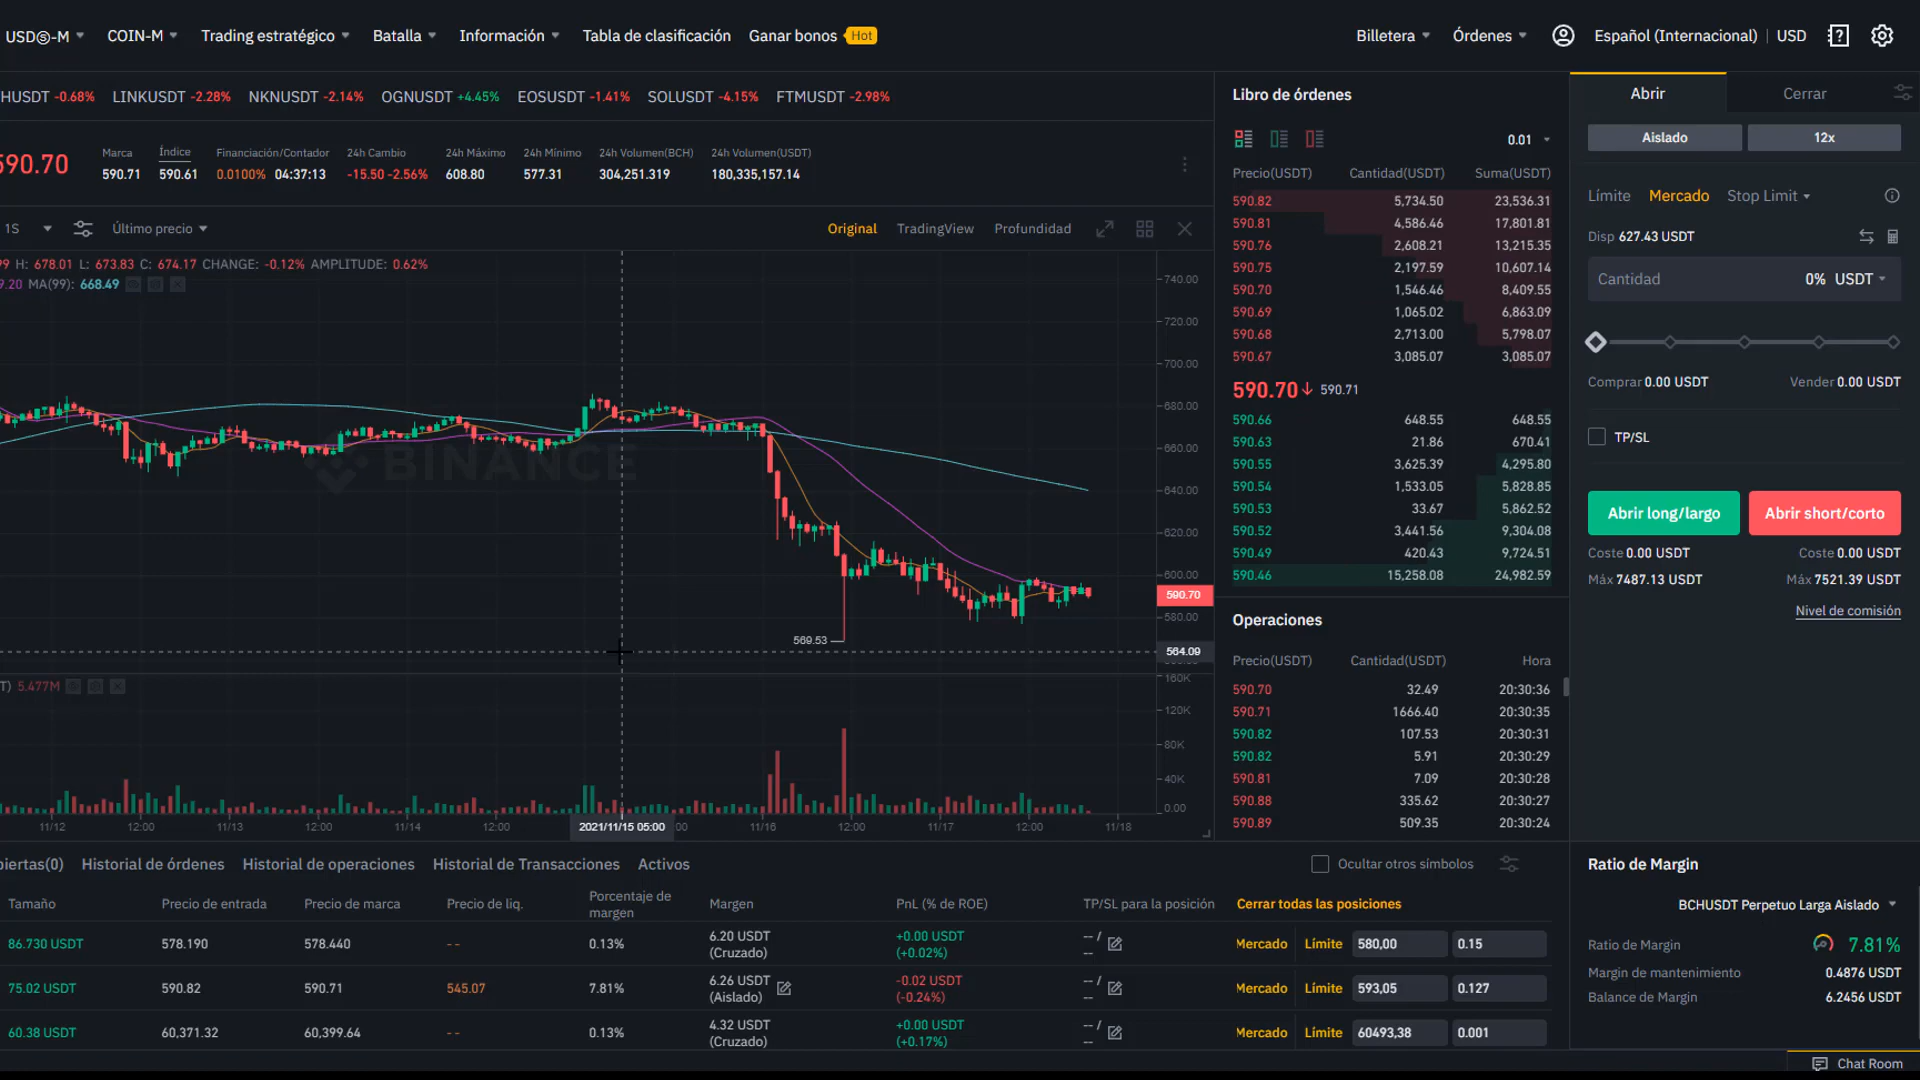 USDⓈ-M COIN-M Trading estratégico Batalla Información Tabla de clasificación Ganar bonos Hot Billetera Órdenes Español (Internacional) USD
HUSDT -0.68% LINKUSDT -2.28% NKNUSDT -2.14% OGNUSDT +4.45% EOSUSDT -1.41% SOLUSDT -4.15% FTMUSDT -2.98%
590.70
Marca Índice Financiación/Contador 24h Cambio 24h Máximo 24h Mínimo 24h Volumen(BCH) 24h Volumen(USDT)
590.71 590.61 0.0100% 04:37:13 -15.50 -2.56% 608.80 577.31 304,251.319 180,335,157.14
1S Último precio Original TradingView Profundidad
99 H: 678.01 L: 673.83 C: 674.17 CHANGE: -0.12% AMPLITUDE: 0.62%
9.20 MA(99): 668.49
740.00
720.00
700.00
680.00
660.00
640.00
620.00
600.00
590.70
580.00
564.09
BINANCE
569.53
T) 5.477M
160K
120K
80K
40K
0.00
11/12 12:00 11/13 12:00 11/14 12:00 2021/11/15 05:00 :00 11/16 12:00 11/17 12:00 11/18
Libro de órdenes
0.01
Precio(USDT) Cantidad(USDT) Suma(USDT)
590.82 5,734.50 23,536.31
590.81 4,586.46 17,801.81
590.76 2,608.21 13,215.35
590.75 2,197.59 10,607.14
590.70 1,546.46 8,409.55
590.69 1,065.02 6,863.09
590.68 2,713.00 5,798.07
590.67 3,085.07 3,085.07
590.70↓ 590.71
590.66 648.55 648.55
590.63 21.86 670.41
590.55 3,625.39 4,295.80
590.54 1,533.05 5,828.85
590.53 33.67 5,862.52
590.52 3,441.56 9,304.08
590.49 420.43 9,724.51
590.46 15,258.08 24,982.59
Operaciones
Precio(USDT) Cantidad(USDT) Hora
590.70 32.49 20:30:36
590.71 1666.40 20:30:35
590.82 107.53 20:30:31
590.82 5.91 20:30:29
590.81 7.09 20:30:28
590.88 335.62 20:30:27
590.89 509.35 20:30:24
Abrir Cerrar
Aislado 12x
Límite Mercado Stop Limit
Disp 627.43 USDT
Cantidad 0% USDT
Comprar 0.00 USDT Vender 0.00 USDT
TP/SL
Abrir long/largo Abrir short/corto
Coste 0.00 USDT Coste 0.00 USDT
Máx 7487.13 USDT Máx 7521.39 USDT
Nivel de comisión
biertas(0) Historial de órdenes Historial de operaciones Historial de Transacciones Activos Ocultar otros símbolos
Tamaño Precio de entrada Precio de marca Precio de liq. Porcentaje de margen Margen PnL (% de ROE) TP/SL para la posición Cerrar todas las posiciones
86.730 USDT 578.190 578.440 -- 0.13% 6.20 USDT (Cruzado) +0.00 USDT (+0.02%) -- / -- Mercado Límite 580,00 0.15
75.02 USDT 590.82 590.71 545.07 7.81% 6.26 USDT (Aislado) -0.02 USDT (-0.24%) -- / -- Mercado Límite 593,05 0.127
60.38 USDT 60,371.32 60,399.64 -- 0.13% 4.32 USDT (Cruzado) +0.00 USDT (+0.17%) -- / -- Mercado Límite 60493,38 0.001
Ratio de Margin
BCHUSDT Perpetuo Larga Aislado
Ratio de Margin 7.81%
Margin de mantenimiento 0.4876 USDT
Balance de Margin 6.2456 USDT
Chat Room